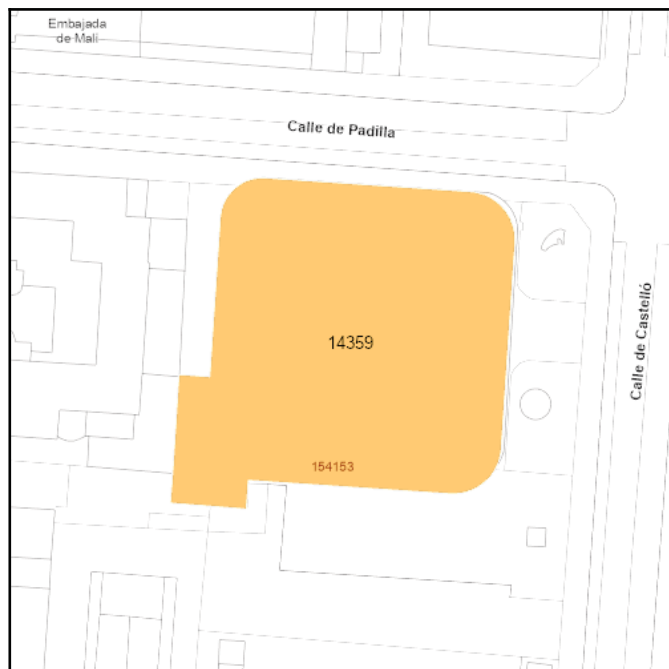 Embajada
de Mali
Calle de Padilla
14359
Calle de Castelló
154153